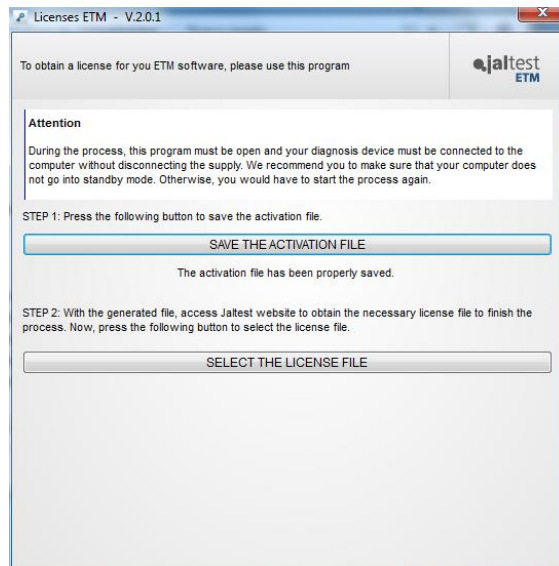 Licenses ETM - V.2.0.1
To obtain a license for you ETM software, please use this program
jaltest
ETM
Attention
During the process, this program must be open and your diagnosis device must be connected to the
computer without disconnecting the supply. We recommend you to make sure that your computer does
not go into standby mode. Otherwise, you would have to start the process again.
STEP 1: Press the following button to save the activation file.
SAVE THE ACTIVATION FILE
The activation file has been properly saved.
STEP 2: With the generated file, access Jaltest website to obtain the necessary license file to finish the
process. Now, press the following button to select the license file.
SELECT THE LICENSE FILE